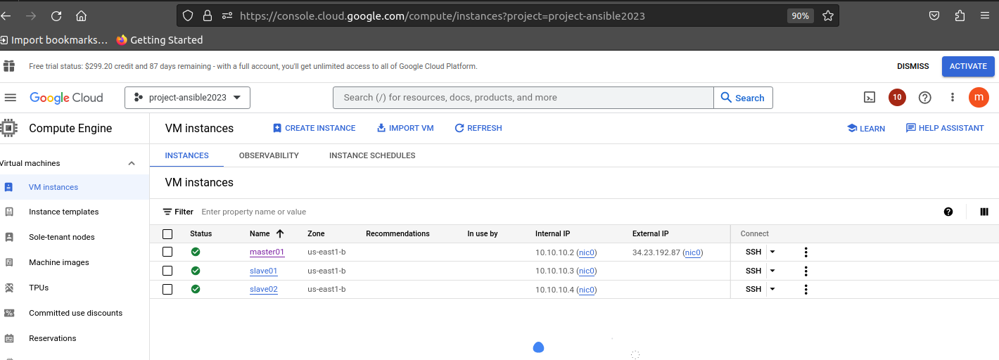 https://console.cloud.google.com/compute/instances?project=project-ansible2023 90%
Import bookmarks… Getting Started
Free trial status: $299.20 credit and 87 days remaining - with a full account, you'll get unlimited access to all of Google Cloud Platform. DISMISS ACTIVATE
Google Cloud project-ansible2023 Search (/) for resources, docs, products, and more Search 10 m
Compute Engine VM instances CREATE INSTANCE IMPORT VM REFRESH LEARN HELP ASSISTANT
Virtual machines INSTANCES OBSERVABILITY INSTANCE SCHEDULES
VM instances VM instances
Instance templates Filter Enter property name or value
Sole-tenant nodes Status Name Zone Recommendations In use by Internal IP External IP Connect
master01 us-east1-b 10.10.10.2 (nic0) 34.23.192.87 (nic0) SSH
Machine images slave01 us-east1-b 10.10.10.3 (nic0) SSH
TPUs slave02 us-east1-b 10.10.10.4 (nic0) SSH
Committed use discounts
Reservations